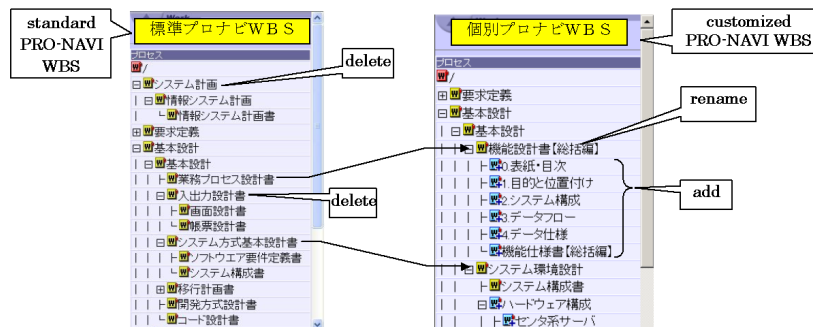 standard
PRO-NAVI
WBS
標準プロナビWBS
プロセス
/
システム計画
情報システム計画
情報システム計画書
要求定義
基本設計
基本設計
業務プロセス設計書
入出力設計書
画面設計書
帳票設計書
システム方式基本設計書
ソフトウエア要件定義書
システム構成書
移行計画書
開発方式設計書
コード設計書
delete
delete
個別プロナビWBS
プロセス
/
要求定義
基本設計
基本設計
機能設計書【総括編】
0.表紙・目次
1.目的と位置付け
2.システム構成
3.データフロー
4.データ仕様
機能仕様書【総括編】
システム環境設計
システム構成書
ハードウェア構成
センタ系サーバ
customized
PRO-NAVI WBS
rename
add